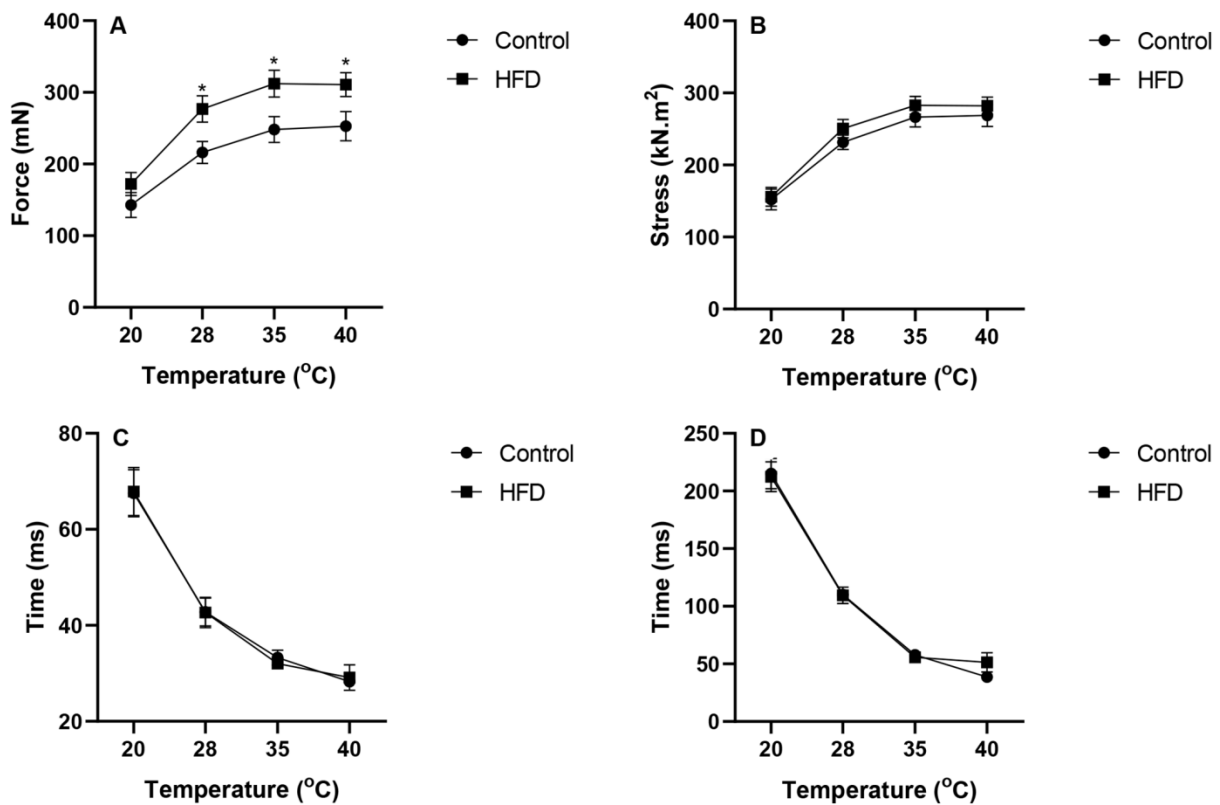 A
Force (mN)
400
300
200
100
0
* * *
20 28 35 40
Temperature (°C)
Control
HFD
B
Stress (kN.m²)
400
300
200
100
0
20 28 35 40
Temperature (°C)
Control
HFD
C
Time (ms)
80
60
40
20
20 28 35 40
Temperature (°C)
Control
HFD
D
Time (ms)
250
200
150
100
50
0
20 28 35 40
Temperature (°C)
Control
HFD